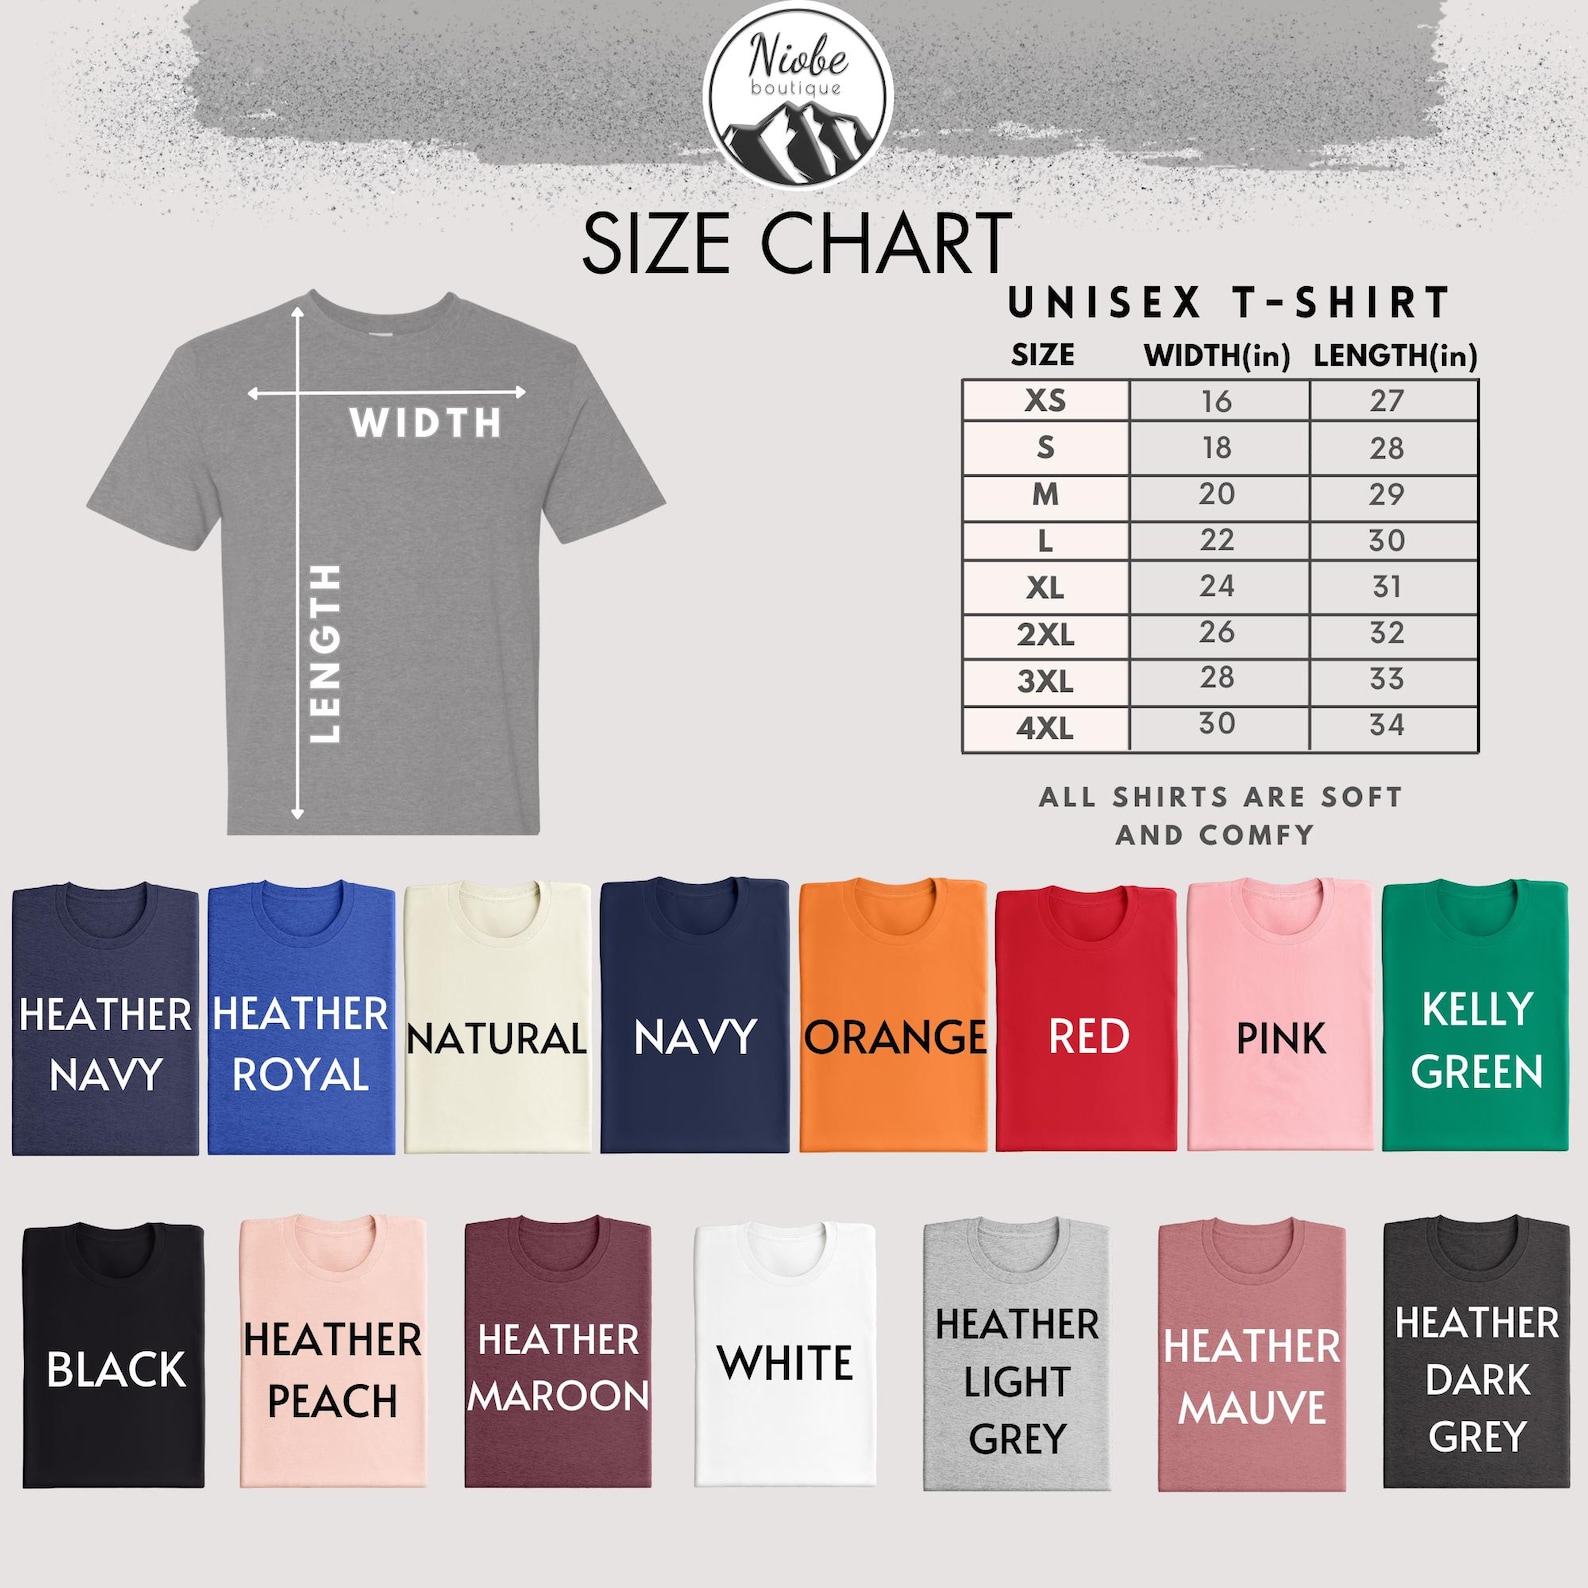 Niobe
boutique
SIZE CHART
UNISEX T-SHIRT
SIZE WIDTH(in) LENGTH(in)
XS 16 27
S 18 28
M 20 29
L 22 30
XL 24 31
2XL 26 32
3XL 28 33
4XL 30 34
ALL SHIRTS ARE SOFT
AND COMFY
WIDTH
LENGTH
HEATHER
NAVY
HEATHER
ROYAL
NATURAL
NAVY
ORANGE
RED
PINK
KELLY
GREEN
BLACK
HEATHER
PEACH
HEATHER
MAROON
WHITE
HEATHER
LIGHT
GREY
HEATHER
MAUVE
HEATHER
DARK
GREY